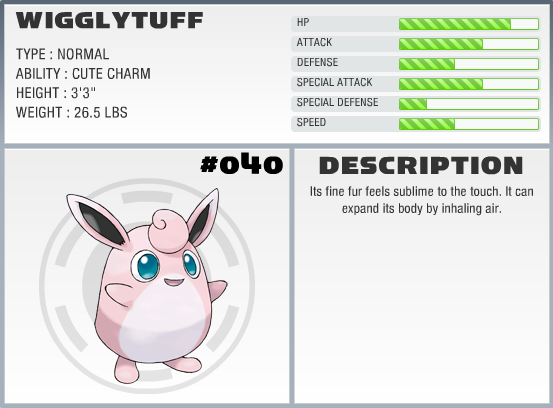 WIGGLYTUFF
TYPE : NORMAL
ABILITY : CUTE CHARM
HEIGHT : 3'3"
WEIGHT : 26.5 LBS
HP
ATTACK
DEFENSE
SPECIAL ATTACK
SPECIAL DEFENSE
SPEED
#040
DESCRIPTION
Its fine fur feels sublime to the touch. It can
expand its body by inhaling air.